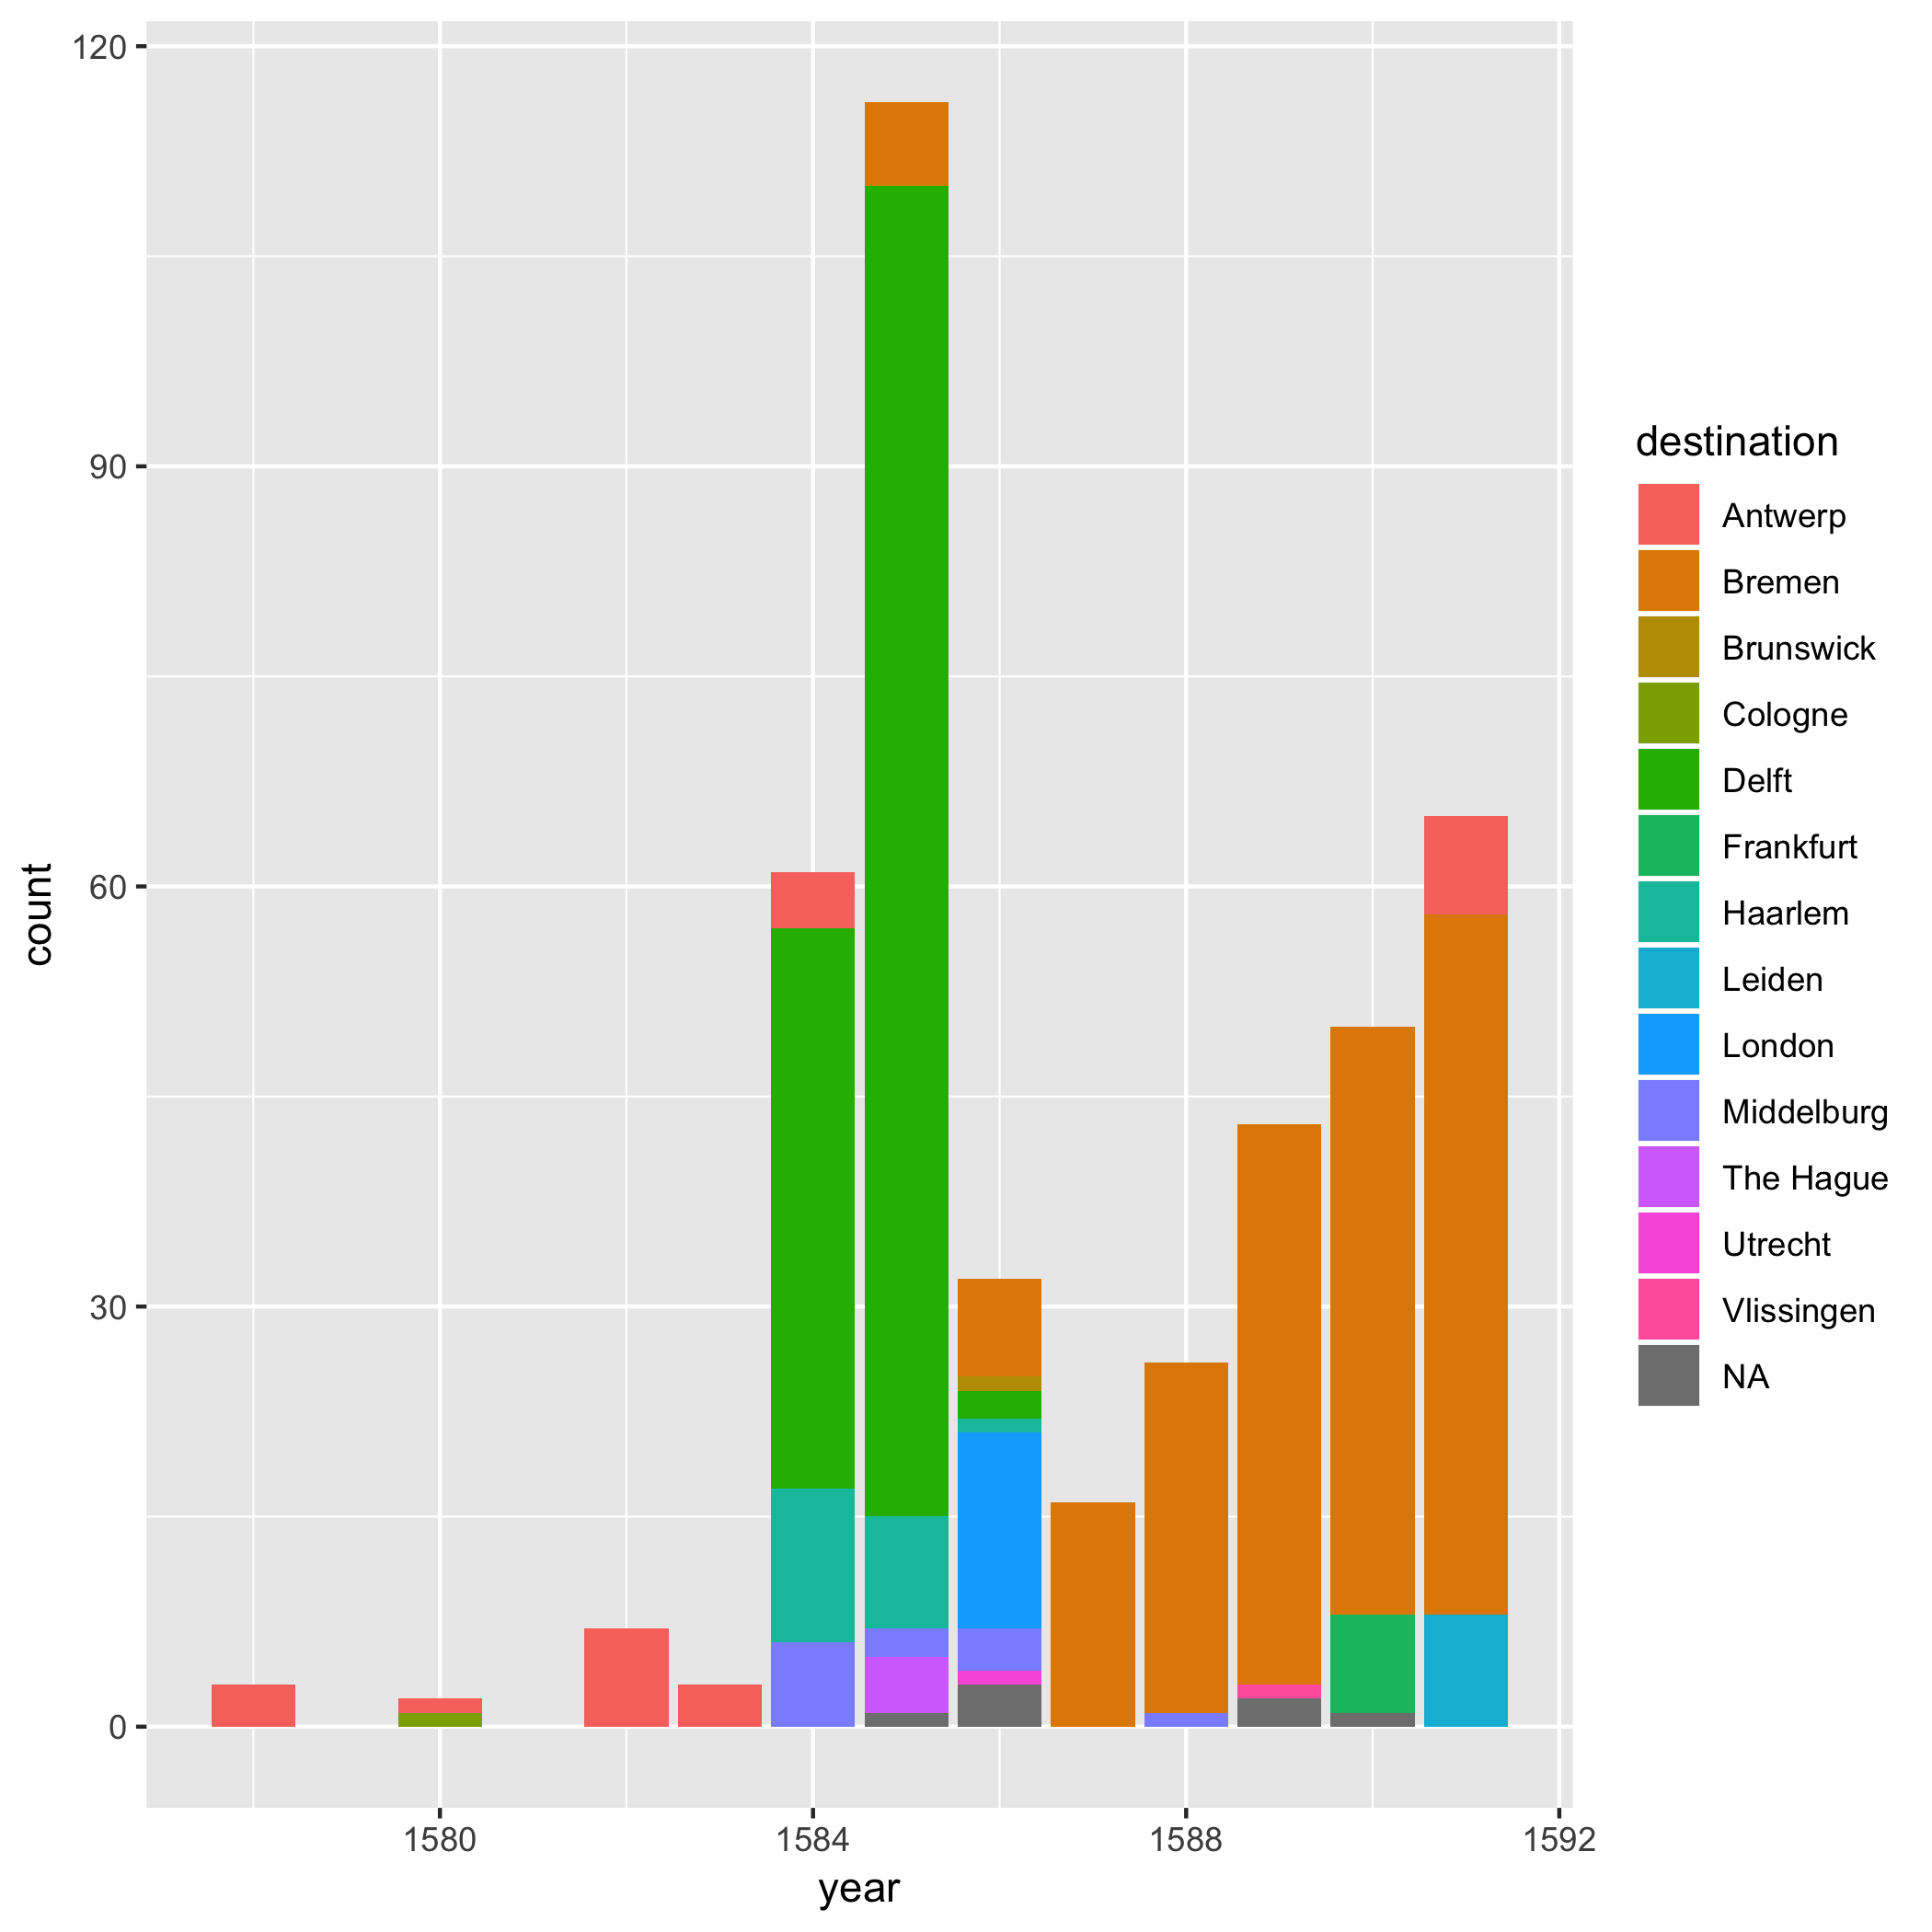 120
90
60
30
0
count
1580
1584
1588
1592
year
destination
Antwerp
Bremen
Brunswick
Cologne
Delft
Frankfurt
Haarlem
Leiden
London
Middelburg
The Hague
Utrecht
Vlissingen
NA